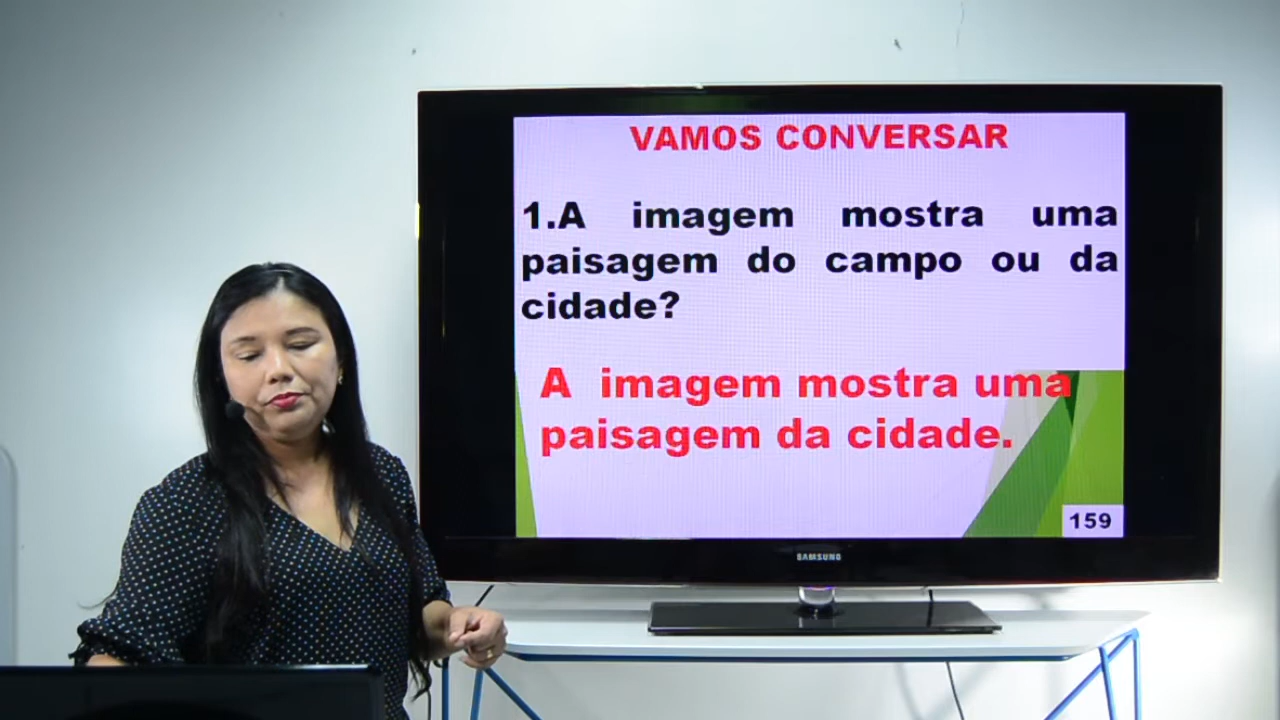 VAMOS CONVERSAR
1.A imagem mostra uma
paisagem do campo ou da
cidade?
A imagem mostra uma
paisagem da cidade.
159
SAMSUNG